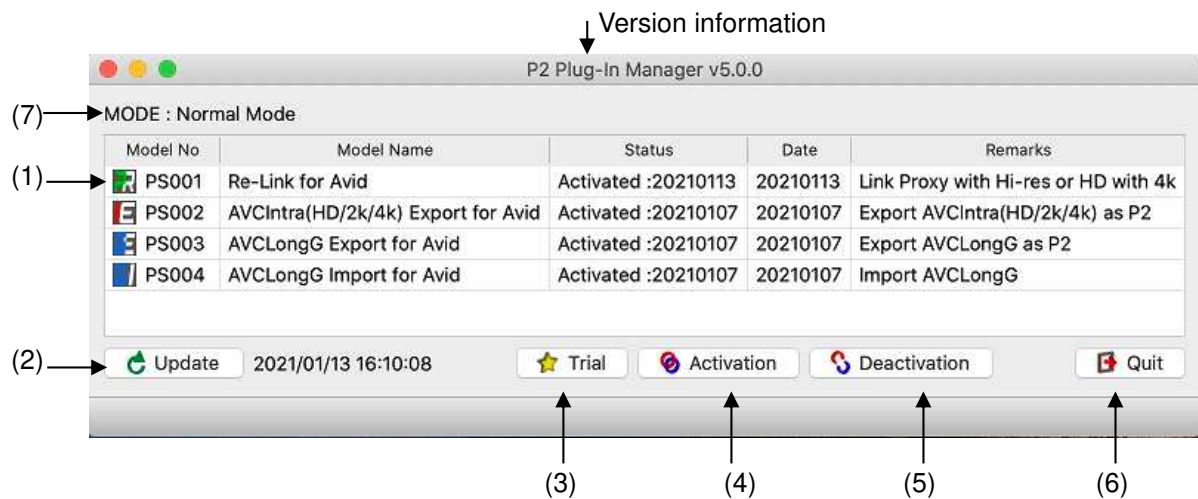 Version information
P2 Plug-In Manager v5.0.0
(7) MODE : Normal Mode
Model No Model Name Status Date Remarks
(1) PS001 Re-Link for Avid Activated :20210113 20210113 Link Proxy with Hi-res or HD with 4k
PS002 AVCIntra(HD/2k/4k) Export for Avid Activated :20210107 20210107 Export AVCIntra(HD/2k/4k) as P2
PS003 AVCLongG Export for Avid Activated :20210107 20210107 Export AVCLongG as P2
PS004 AVCLongG Import for Avid Activated :20210107 20210107 Import AVCLongG
(2) Update 2021/01/13 16:10:08 Trial Activation Deactivation Quit
(3) (4) (5) (6)